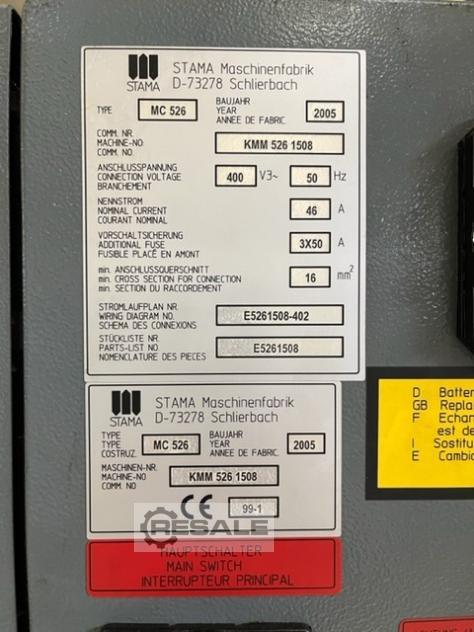 STAMA
STAMA Maschinenfabrik
D-73278 Schlierbach
TYPE MC 526 BAUJAHR YEAR ANNEE DE FABRIC. 2005
COMM. NR.
MACHINE-NO. KMM 526 1508
COMM. NO.
ANSCHLUSSPANNUNG
CONNECTION VOLTAGE 400 V3~ 50 Hz
BRANCHEMENT
NENNSTROM
NOMINAL CURRENT 46 A
COURANT NOMINAL
VORSCHALTSICHERUNG
ADDITIONAL FUSE 3X50 A
FUSIBLE PLACÉ EN AMONT
min. ANSCHLUSSQUERSCHNITT
min. CROSS SECTION FOR CONNECTION 16 mm²
min. SECTION DU RACCORDEMENT
STROMLAUFPLAN NR.
WIRING DIAGRAM NO. E5261508-402
SCHEMA DES CONNEXIONS
STÜCKLISTE NR.
PARTS-LIST NO. E5261508
NOMENCLATURE DES PIECES
STAMA
STAMA Maschinenfabrik
D-73278 Schlierbach
TYPE BAUJAHR
TYPE MC 526 YEAR 2005
COSTRUZ. ANNEE DE FABRIC.
MASCHINEN-NR.
MACHINE-NO KMM 526 1508
COMM. NO
CE 99-1
RESALE
HAUPTSCHALTER
MAIN SWITCH
INTERRUPTEUR PRINCIPAL
D Batter
GB Repla
F Echan
est de
I Sostitu
E Cambi